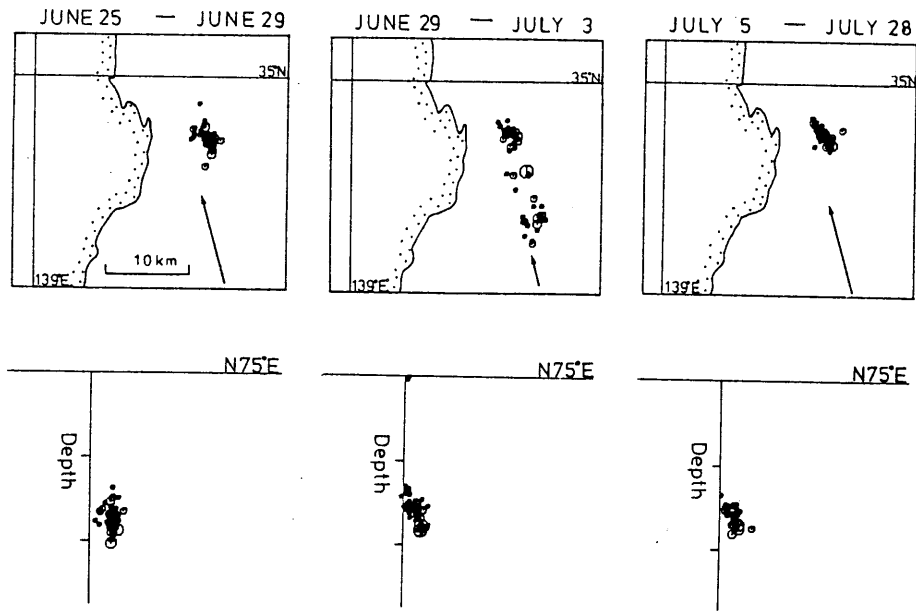 JUNE 25 — JUNE 29
JUNE 29 — JULY 3
JULY 5 — JULY 28
35°N
35°N
35°N
10 km
139°E
139°E
139°E
N75°E
N75°E
N75°E
Depth
Depth
Depth